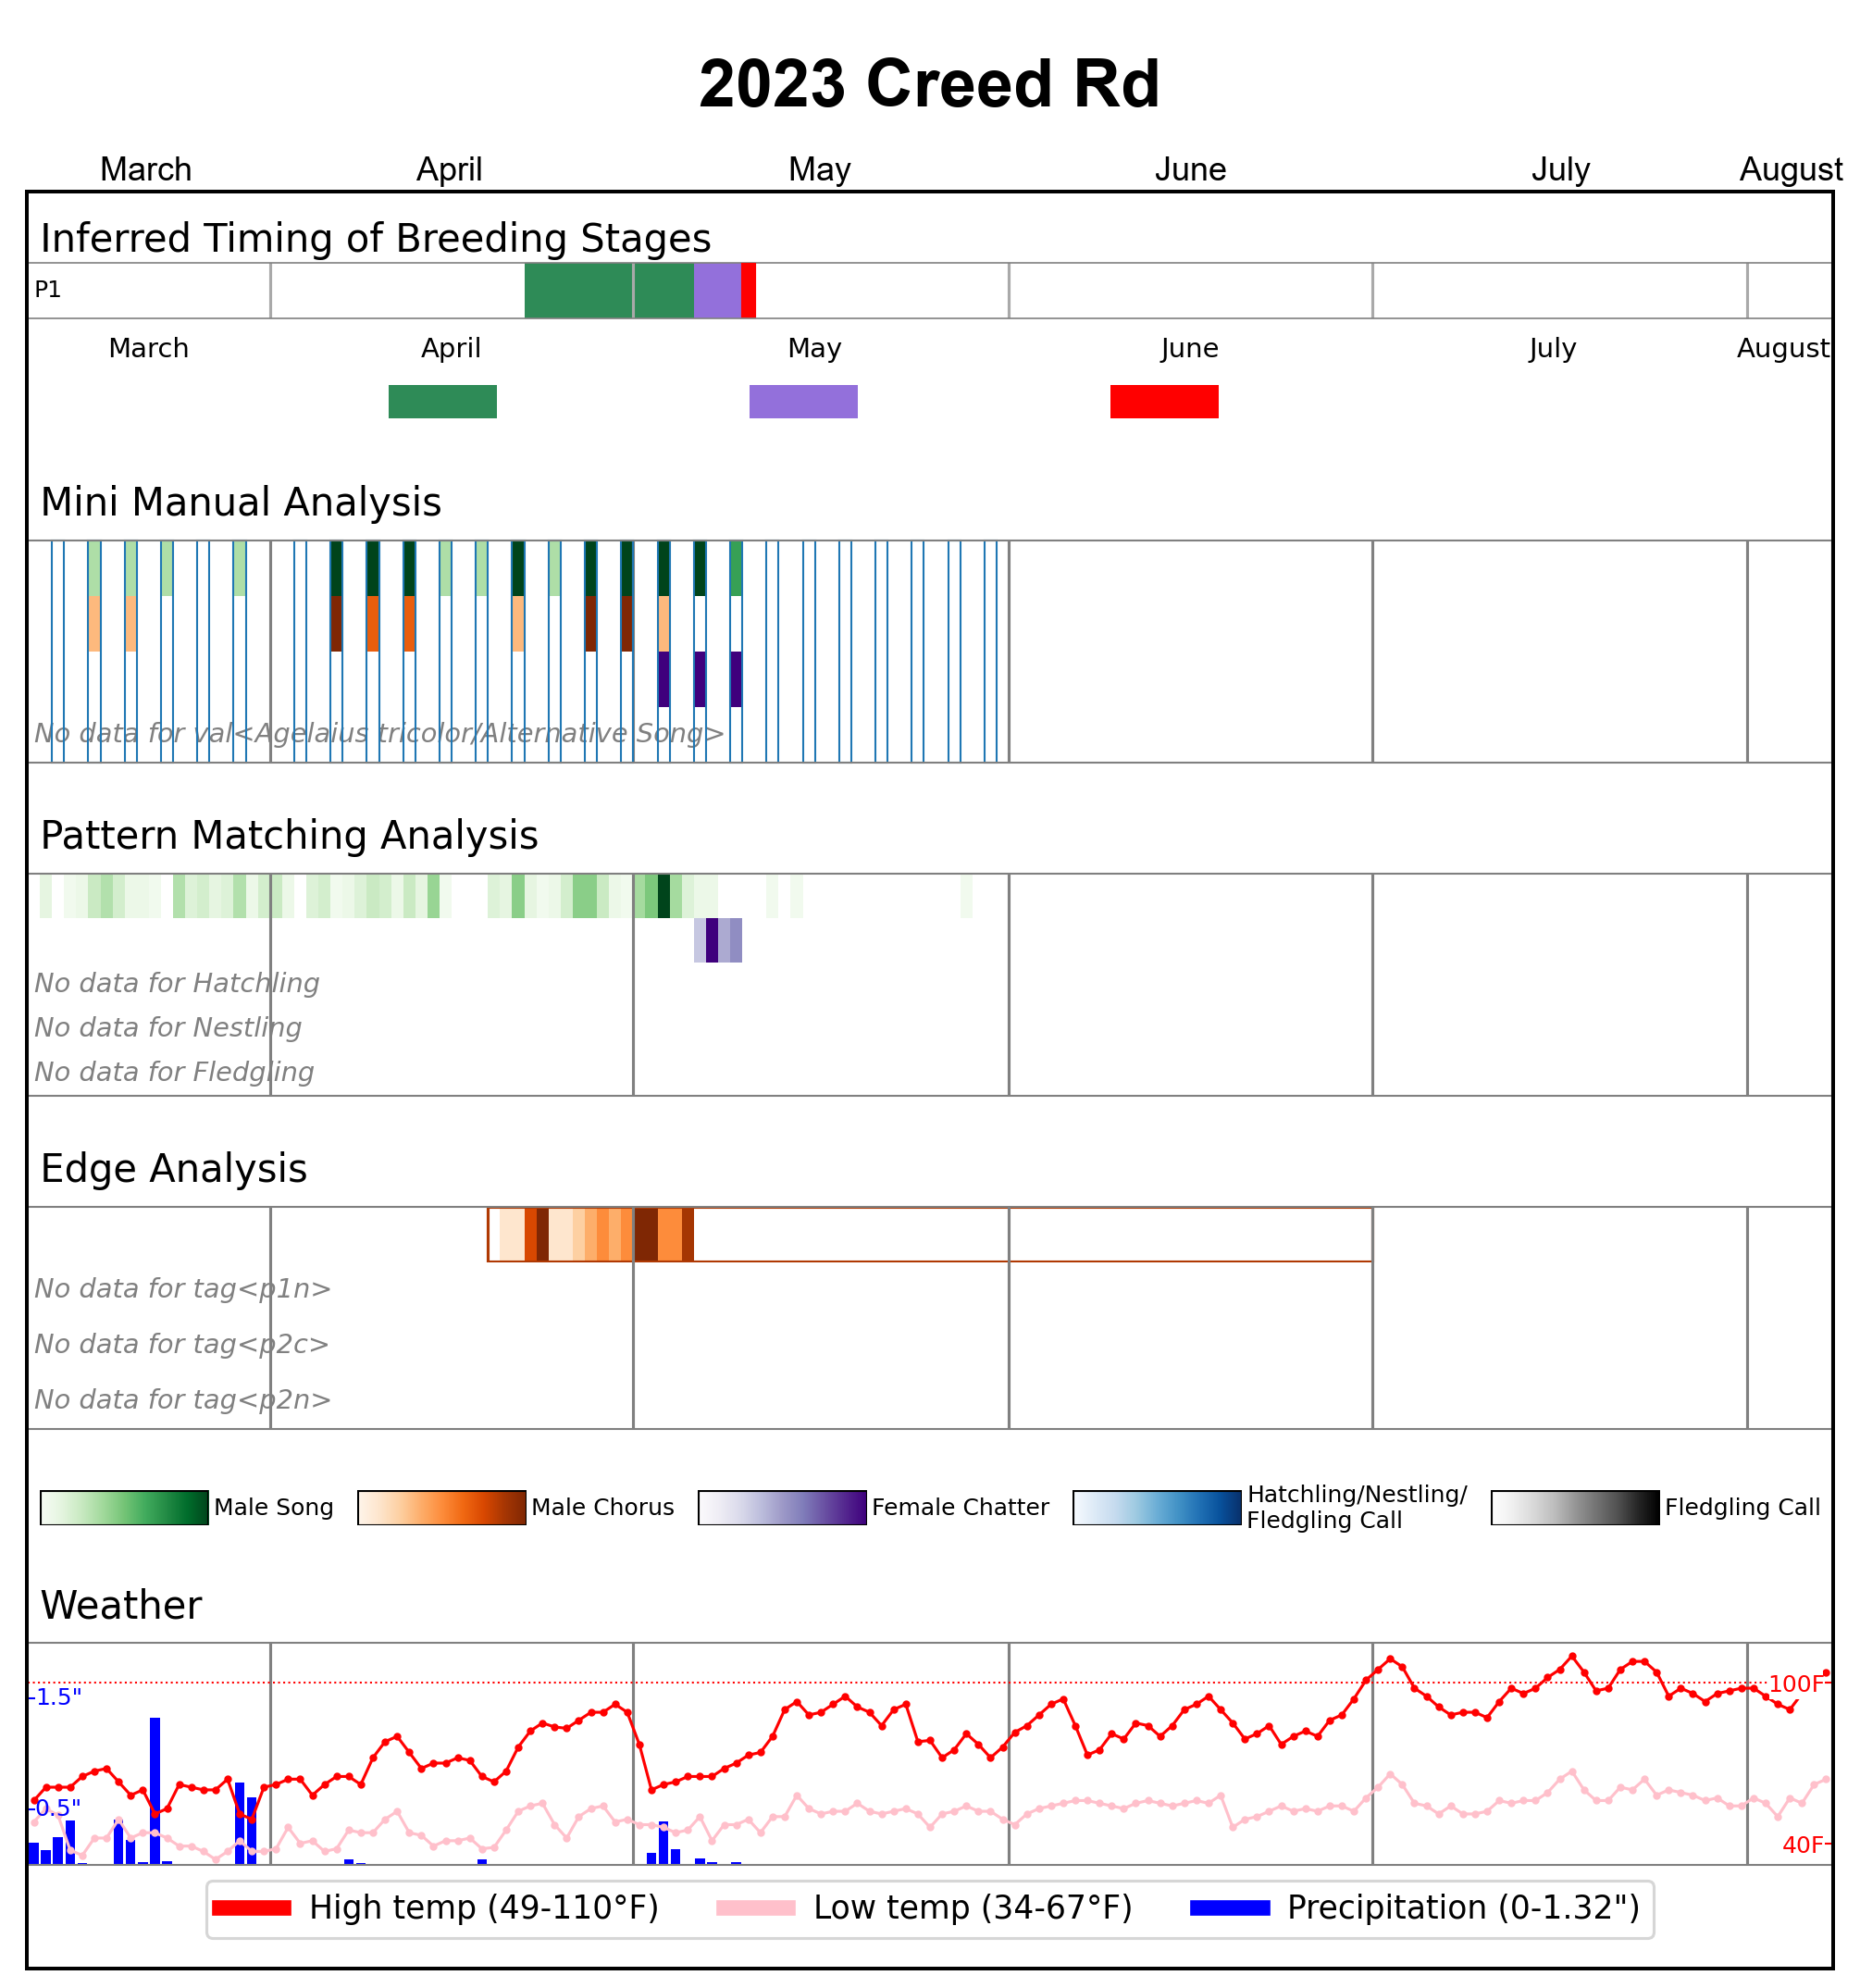 2023 Creed Rd
March April May June July August
Inferred Timing of Breeding Stages
P1
March April May June July August
Mini Manual Analysis
No data for val<Agelaius tricolor/Alternative Song>
Pattern Matching Analysis
No data for Hatchling
No data for Nestling
No data for Fledgling
Edge Analysis
No data for tag<p1n>
No data for tag<p2c>
No data for tag<p2n>
Male Song Male Chorus Female Chatter Hatchling/Nestling/
Fledgling Call Fledgling Call
Weather
100F
1.5"
0.5"
40F
High temp (49-110°F) Low temp (34-67°F) Precipitation (0-1.32")